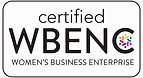 certified
WBENC
WOMEN'S BUSINESS ENTERPRISE